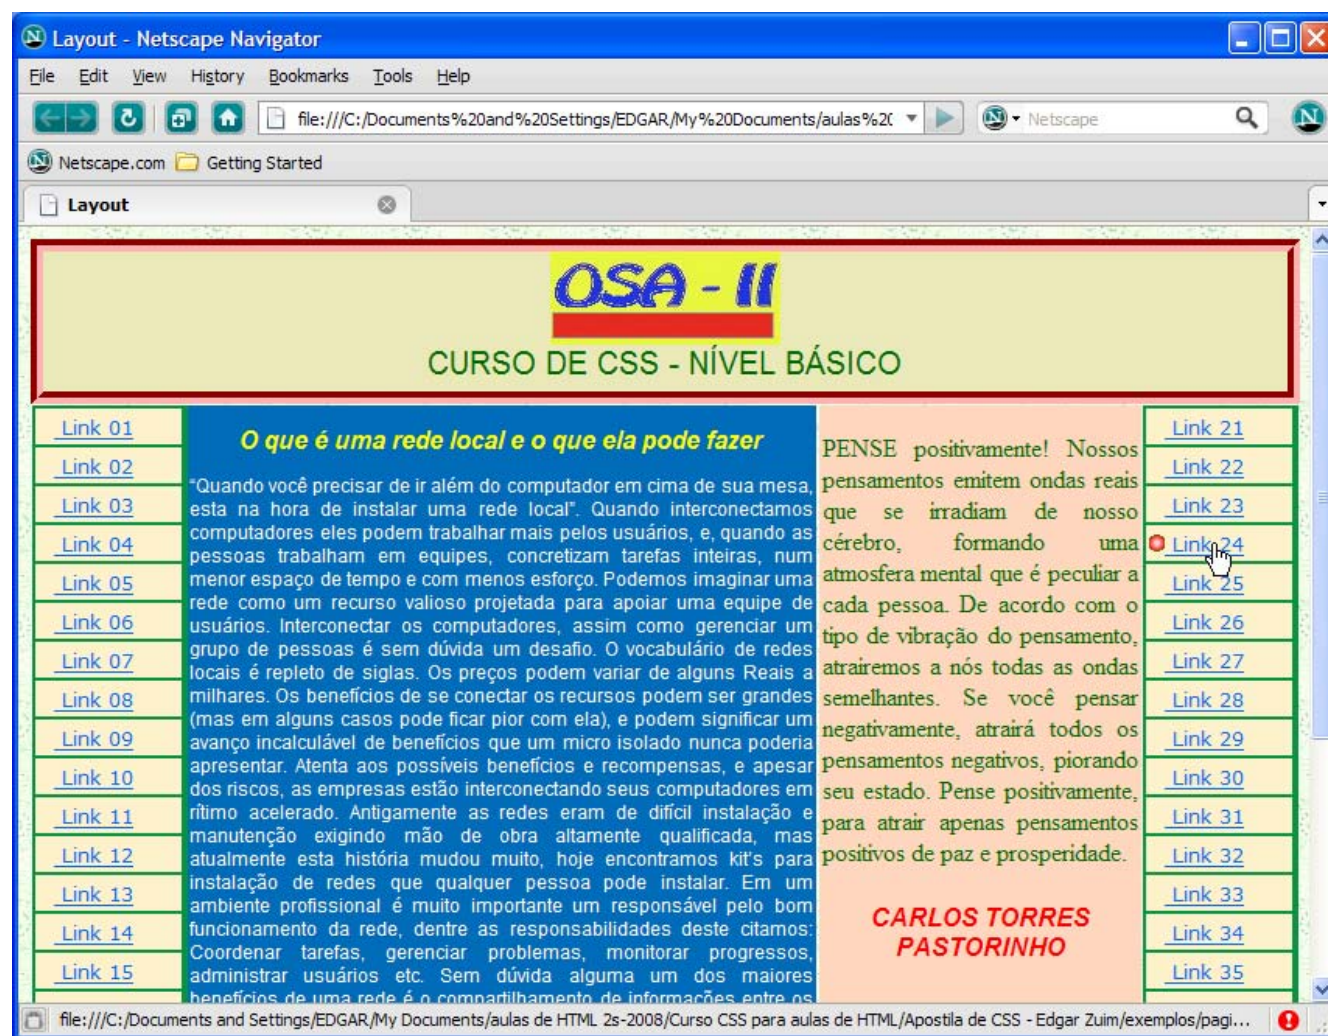 Layout - Netscape Navigator
File Edit View History Bookmarks Tools Help
file:///C:/Documents%20and%20Settings/EDGAR/My%20Documents/aulas%2
Netscape
Netscape.com Getting Started
Layout
OSA - II
CURSO DE CSS - NÍVEL BÁSICO
Link 01
Link 02
Link 03
Link 04
Link 05
Link 06
Link 07
Link 08
Link 09
Link 10
Link 11
Link 12
Link 13
Link 14
Link 15
O que é uma rede local e o que ela pode fazer
“Quando você precisar de ir além do computador em cima de sua mesa,
esta na hora de instalar uma rede local”. Quando interconectamos
computadores eles podem trabalhar mais pelos usuários, e, quando as
pessoas trabalham em equipes, concretizam tarefas inteiras, num
menor espaço de tempo e com menos esforço. Podemos imaginar uma
rede como um recurso valioso projetada para apoiar uma equipe de
usuários. Interconectar os computadores, assim como gerenciar um
grupo de pessoas é sem dúvida um desafio. O vocabulário de redes
locais é repleto de siglas. Os preços podem variar de alguns Reais a
milhares. Os benefícios de se conectar os recursos podem ser grandes
(mas em alguns casos pode ficar pior com ela), e podem significar um
avanço incalculável de benefícios que um micro isolado nunca poderia
apresentar. Atenta aos possíveis benefícios e recompensas, e apesar
dos riscos, as empresas estão interconectando seus computadores em
rítimo acelerado. Antigamente as redes eram de difícil instalação e
manutenção exigindo mão de obra altamente qualificada, mas
atualmente esta história mudou muito, hoje encontramos kit's para
instalação de redes que qualquer pessoa pode instalar. Em um
ambiente profissional é muito importante um responsável pelo bom
funcionamento da rede, dentre as responsabilidades deste citamos:
Coordenar tarefas, gerenciar problemas, monitorar progressos,
administrar usuários etc. Sem dúvida alguma um dos maiores
benefícios de uma rede é o compartilhamento de informações entre os
PENSE positivamente! Nossos
pensamentos emitem ondas reais
que se irradiam de nosso
cérebro, formando uma
atmosfera mental que é peculiar a
cada pessoa. De acordo com o
tipo de vibração do pensamento,
atrairemos a nós todas as ondas
semelhantes. Se você pensar
negativamente, atrairá todos os
pensamentos negativos, piorando
seu estado. Pense positivamente,
para atrair apenas pensamentos
positivos de paz e prosperidade.
CARLOS TORRES
PASTORINHO
Link 21
Link 22
Link 23
Link 24
Link 25
Link 26
Link 27
Link 28
Link 29
Link 30
Link 31
Link 32
Link 33
Link 34
Link 35
file:///C:/Documents and Settings/EDGAR/My Documents/aulas de HTML 2s-2008/Curso CSS para aulas de HTML/Apostila de CSS - Edgar Zuim/exemplos/pagi...